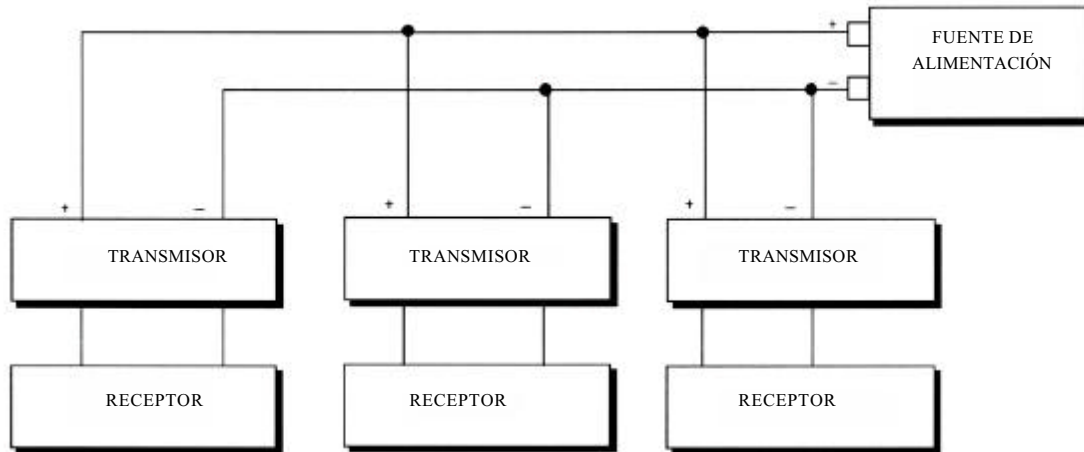 FUENTE DE
ALIMENTACIÓN
+
−
+ − + − + −
TRANSMISOR TRANSMISOR TRANSMISOR
RECEPTOR RECEPTOR RECEPTOR